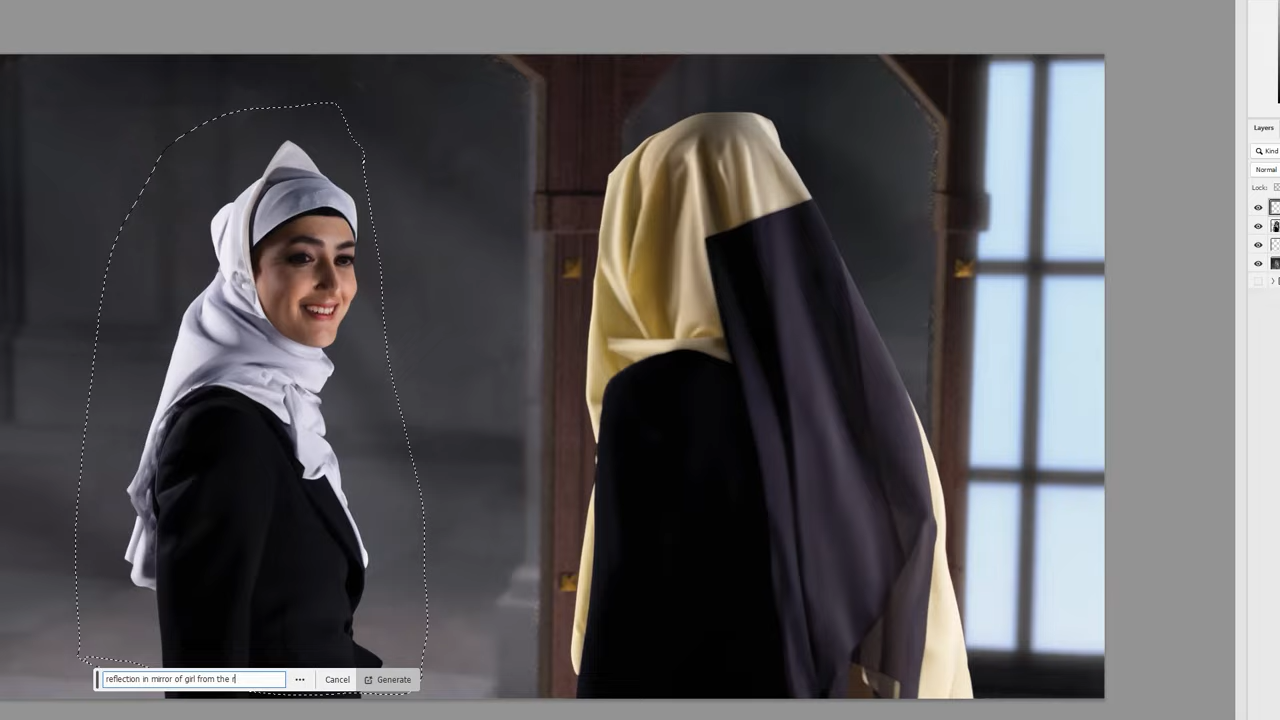 Layers
Kind
Normal
Lock:
reflection in mirror of girl from the r
Cancel
Generate